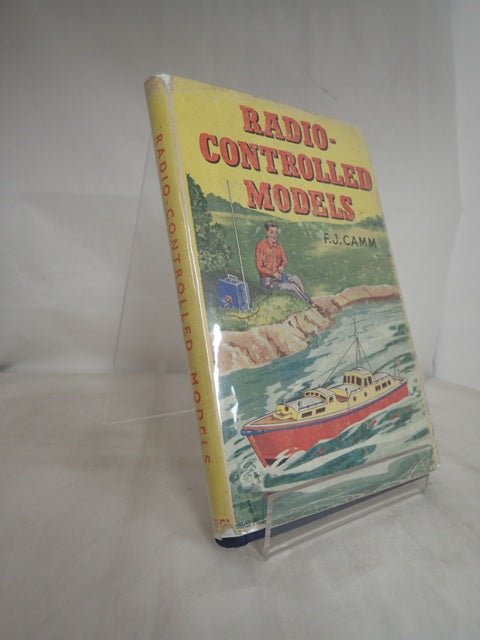 RADIO-
CONTROLLED
MODELS
F.J. CAMM
RADIO-CONTROLLED MODELS